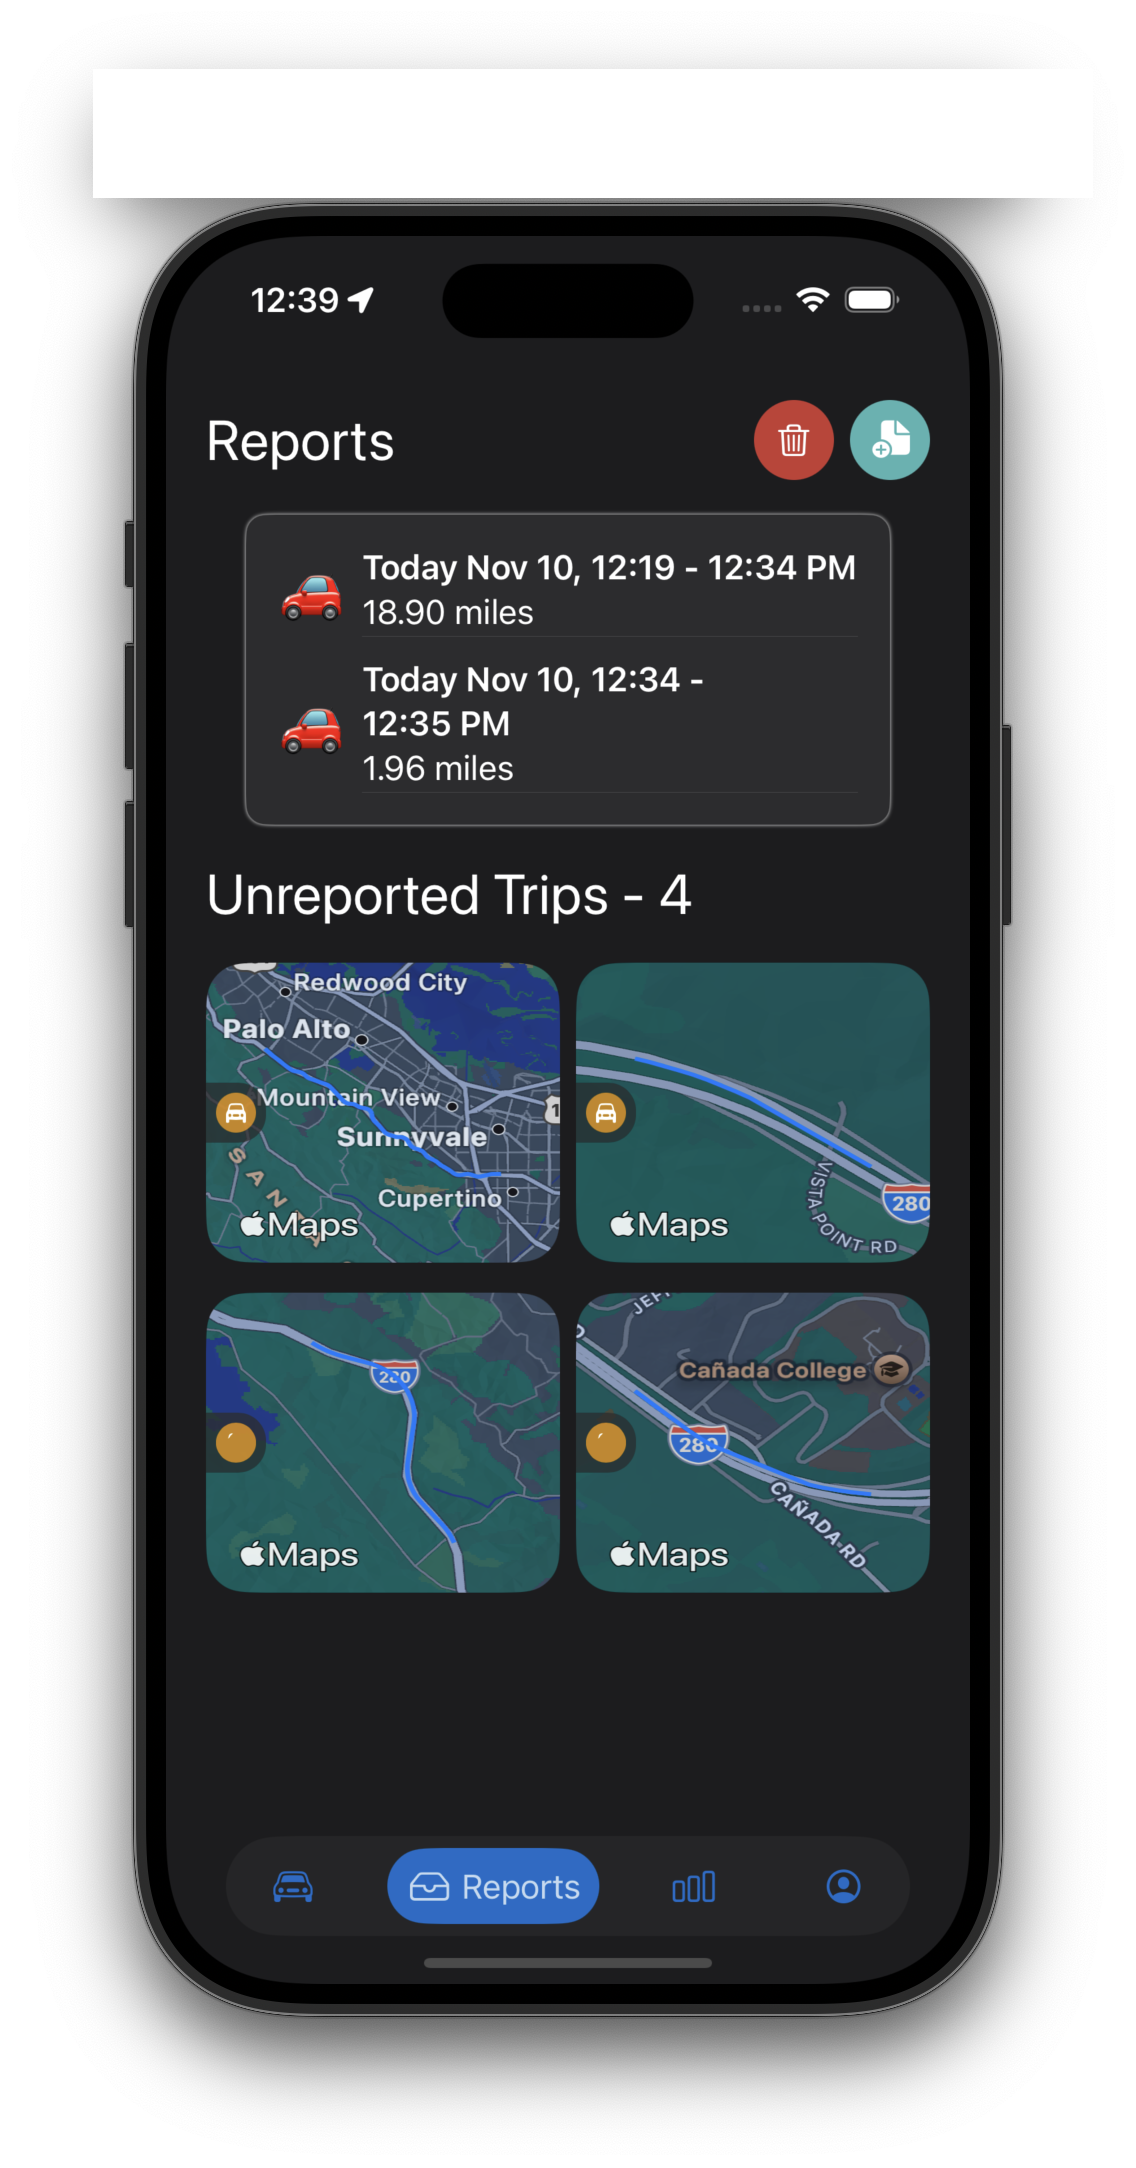 12:39
Reports
Today Nov 10, 12:19 - 12:34 PM
18.90 miles
Today Nov 10, 12:34 -
12:35 PM
1.96 miles
Unreported Trips - 4
Redwood City
Palo Alto
Mountain View
Sunnyvale
Cupertino
SAN
Maps
VISTA POINT RD
280
Maps
280
Maps
Cañada College
280
CAÑADA RD
Maps
Reports